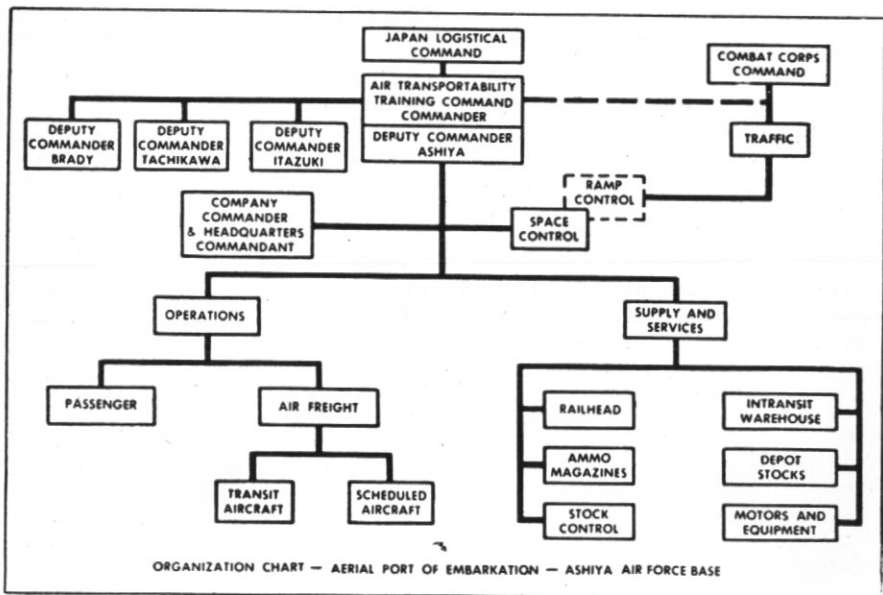 JAPAN LOGISTICAL
COMMAND
COMBAT CORPS
COMMAND
AIR TRANSPORTABILITY
TRAINING COMMAND
COMMANDER
DEPUTY COMMANDER
ASHIYA
DEPUTY
COMMANDER
BRADY
DEPUTY
COMMANDER
TACHIKAWA
DEPUTY
COMMANDER
ITAZUKI
TRAFFIC
RAMP
CONTROL
COMPANY
COMMANDER
& HEADQUARTERS
COMMANDANT
SPACE
CONTROL
OPERATIONS
SUPPLY AND
SERVICES
PASSENGER
AIR FREIGHT
TRANSIT
AIRCRAFT
SCHEDULED
AIRCRAFT
RAILHEAD
INTRANSIT
WAREHOUSE
AMMO
MAGAZINES
DEPOT
STOCKS
STOCK
CONTROL
MOTORS AND
EQUIPMENT
ORGANIZATION CHART — AERIAL PORT OF EMBARKATION — ASHIYA AIR FORCE BASE